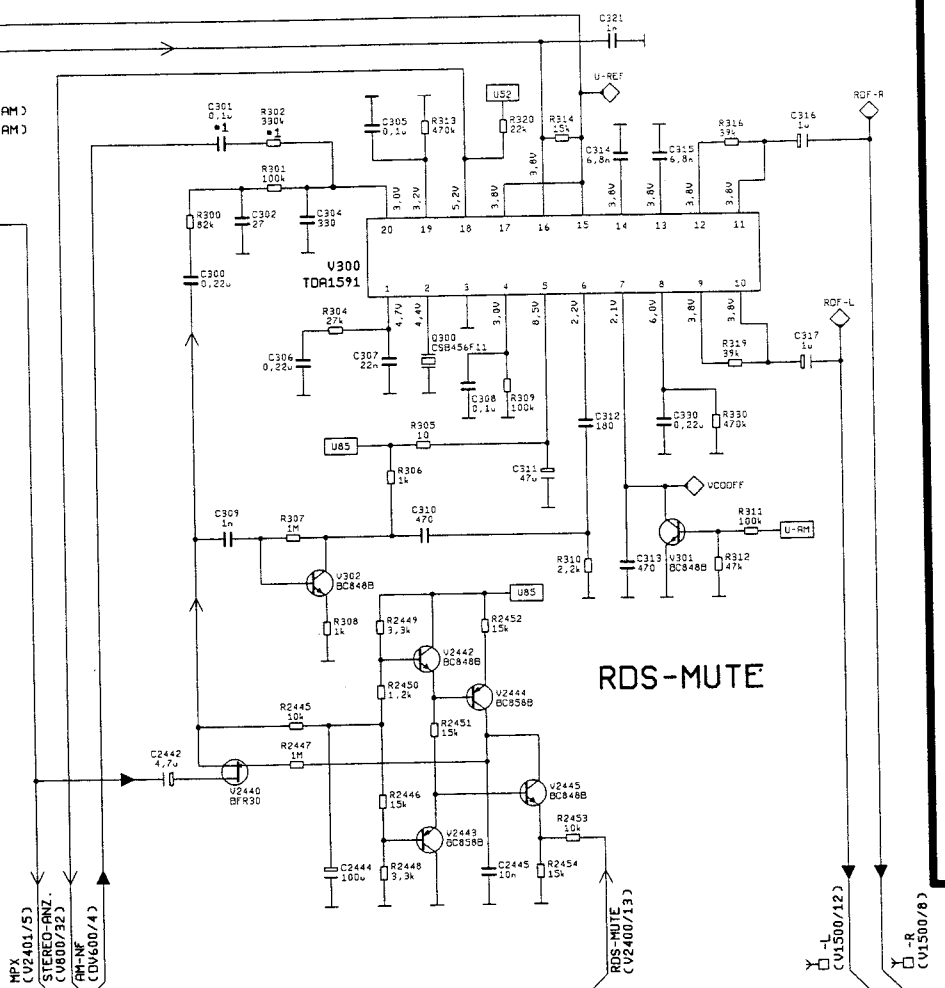 C321
1n
U-REF
AM)
AM)
C301
0,1u
•1
R302
330k
•1
C305
0,1u
R313
470k
U52
R320
22k
R314
15k
C314
6,8n
C315
6,8n
R316
39k
C316
1u
RDF-R
R301
100k
R300
82k
C302
27
C304
330
3,0V
3,2V
5,2V
3,8V
3,8V
3,8V
3,8V
3,8V
3,8V
3,8V
20 19 18 17 16 15 14 13 12 11
V300
TDA1591
1 2 3 4 5 6 7 8 9 10
C300
0,22u
4,7V
4,4V
3,0V
8,5V
2,2V
2,1V
6,0V
3,8V
3,8V
RDF-L
R304
27k
C306
0,22u
C307
22n
Q300
CSB456F11
R319
39k
C317
1u
C308
0,1u
R309
100k
C312
180
C330
0,22u
R330
470k
U85
R305
10
R306
1k
C311
47u
VCOOFF
C309
1n
R307
1M
C310
470
R311
100k
U-AM
V302
BC848B
R310
2,2k
C313
470
V301
BC848B
R312
47k
R308
1k
U85
R2449
3,3k
R2452
15k
V2442
BC848B
RDS-MUTE
R2450
1,2k
V2444
BC858B
R2445
10k
R2451
15k
C2442
4,7u
R2447
1M
V2440
BFR30
R2446
15k
V2445
BC848B
V2443
BC858B
R2453
10k
C2444
100u
R2448
3,3k
C2445
10n
R2454
15k
MPX
(V2401/5)
STEREO-ANZ.
(V800/32)
AM-NF
(DV600/4)
RDS-MUTE
(V2400/13)
-L
(V1500/12)
-R
(V1500/8)